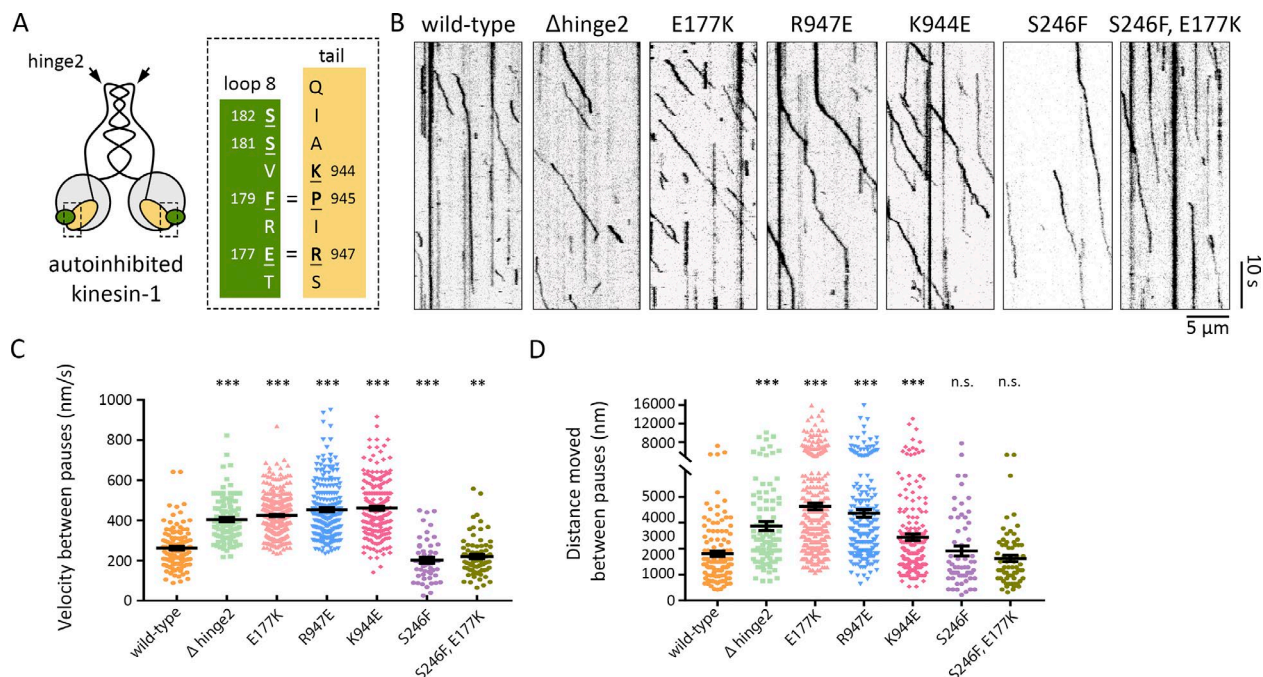 A
hinge2
autoinhibited
kinesin-1
tail
loop 8
Q
182 S I
181 S A
V K 944
179 F = P 945
R I
177 E = R 947
T S
B
wild-type Δhinge2 E177K R947E K944E S246F S246F, E177K
10 s
5 µm
C
Velocity between pauses (nm/s)
*** *** *** *** *** **
1000
800
600
400
200
0
wild-type
Δ hinge2
E177K
R947E
K944E
S246F
S246F, E177K
D
Distance moved
between pauses (nm)
*** *** *** *** n.s. n.s.
16000
12000
8000
5000
4000
3000
2000
1000
0
wild-type
Δ hinge2
E177K
R947E
K944E
S246F
S246F, E177K